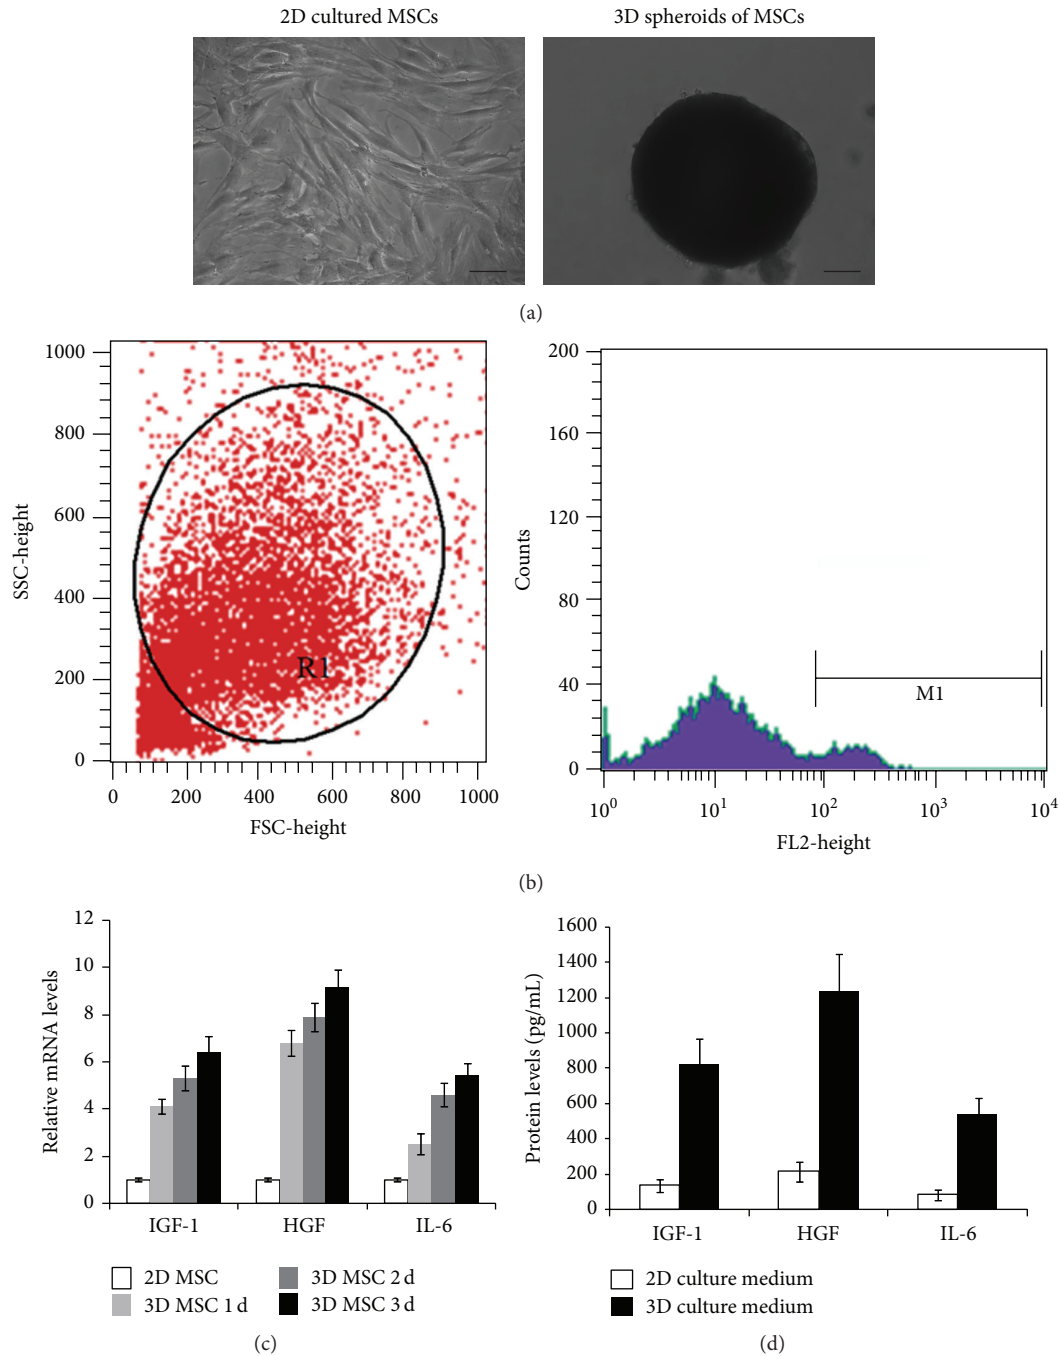 2D cultured MSCs
3D spheroids of MSCs
(a)
1000
800
600
400
200
0
SSC-height
R1
0 200 400 600 800 1000
FSC-height
200
160
120
80
40
0
Counts
M1
10⁰ 10¹ 10² 10³ 10⁴
FL2-height
(b)
12
10
8
6
4
2
0
Relative mRNA levels
IGF-1 HGF IL-6
2D MSC
3D MSC 1 d
3D MSC 2 d
3D MSC 3 d
(c)
1600
1400
1200
1000
800
600
400
200
0
Protein levels (pg/mL)
IGF-1 HGF IL-6
2D culture medium
3D culture medium
(d)